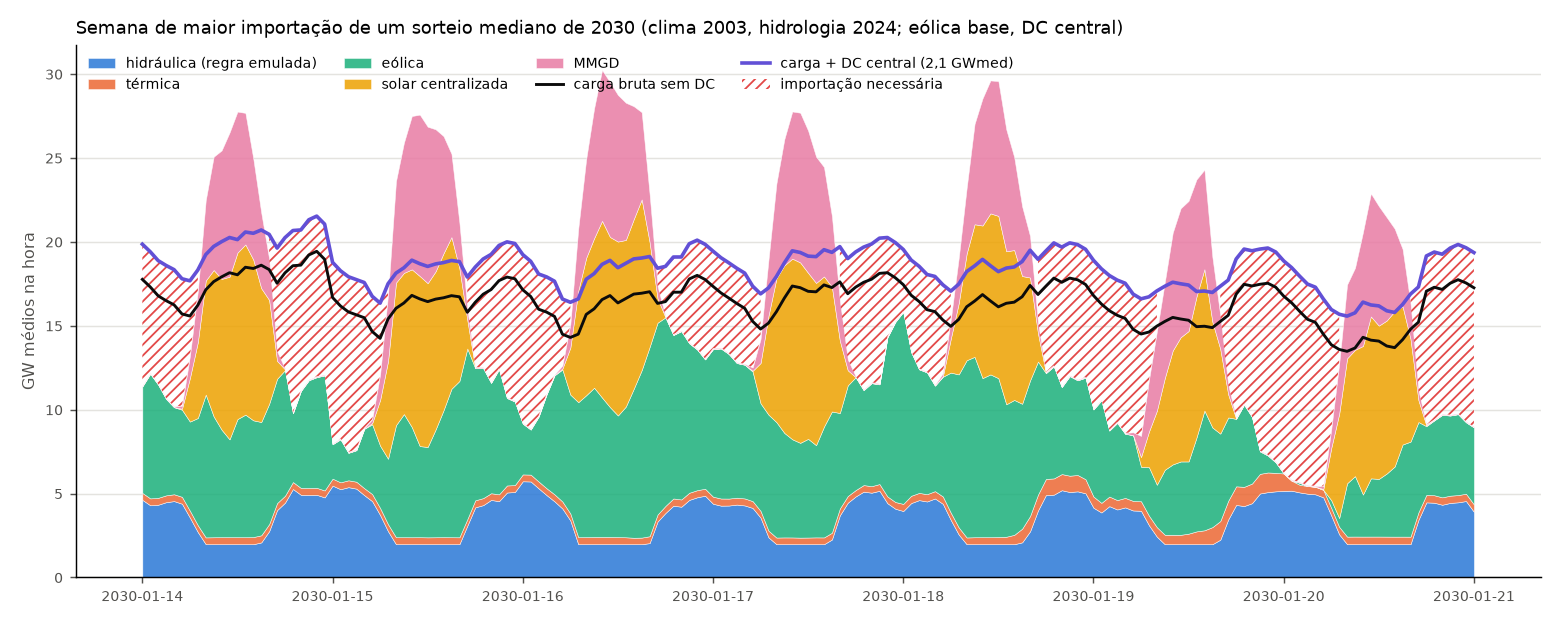 Semana de maior importação de um sorteio mediano de 2030 (clima 2003, hidrologia 2024; eólica base, DC central)
hidráulica (regra emulada)
térmica
eólica
solar centralizada
MMGD
carga bruta sem DC
carga + DC central (2,1 GWmed)
importação necessária
GW médios na hora
30
25
20
15
10
5
0
2030-01-14
2030-01-15
2030-01-16
2030-01-17
2030-01-18
2030-01-19
2030-01-20
2030-01-21